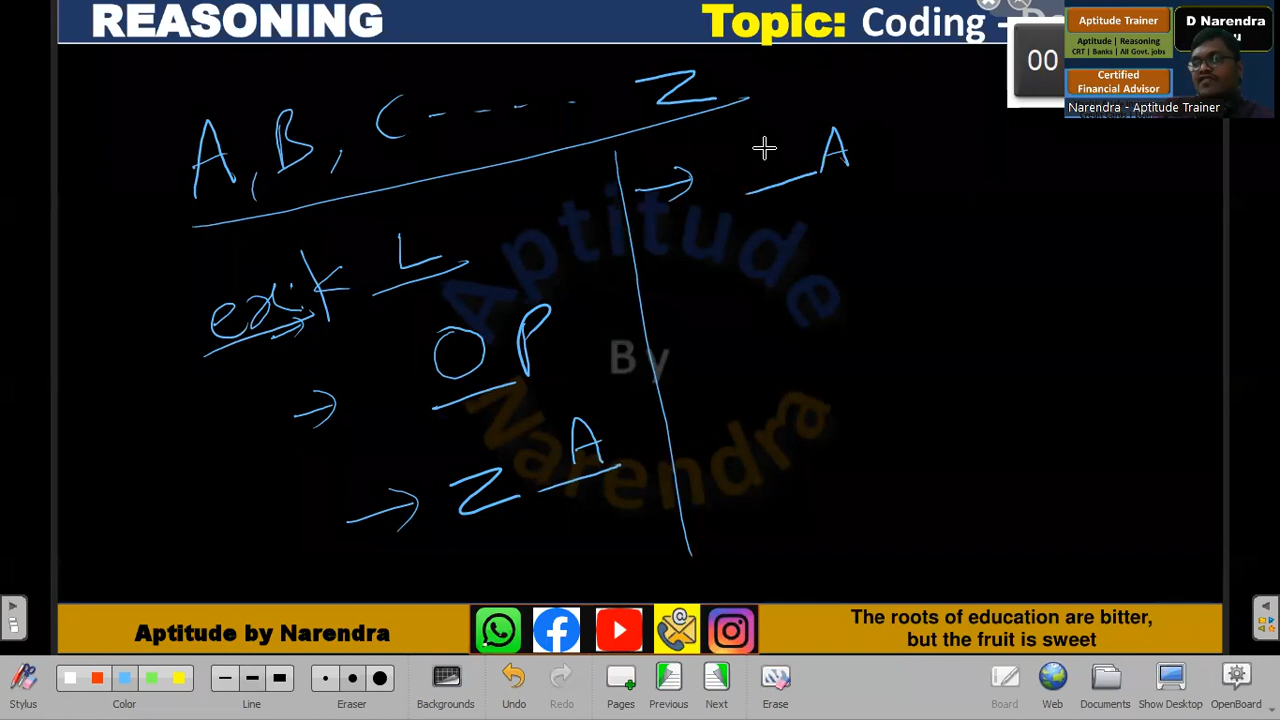 REASONING
Topic: Coding - De
Aptitude Trainer
Aptitude | Reasoning
CRT | Banks | All Govt. jobs
Certified
Financial Advisor
D Narendra
Narendra - Aptitude Trainer
00
A, B, C ----- Z
→ A
L
→ O P
→ Z A
Aptitude
By
Narendra
Aptitude by Narendra
The roots of education are bitter,
but the fruit is sweet
Stylus
Color
Line
Eraser
Backgrounds
Undo
Redo
Pages
Previous
Next
Erase
Board
Web
Documents
Show Desktop
OpenBoard